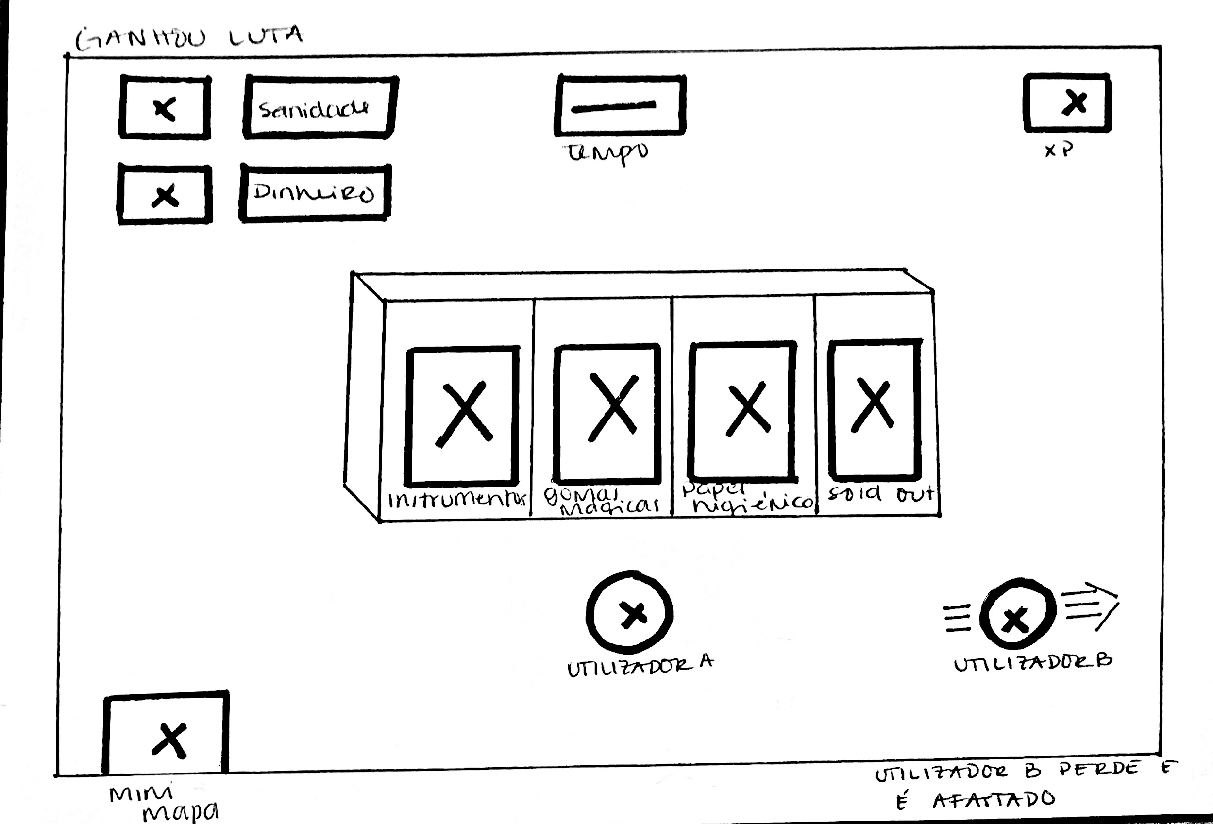 GANHOU LUTA
Sanidade
Tempo
XP
Dinheiro
instrumentos
gomas
mágicas
papel
higiénico
sold out
UTILIZADOR A
UTILIZADOR B
mini
mapa
UTILIZADOR B PERDE E
É AFASTADO